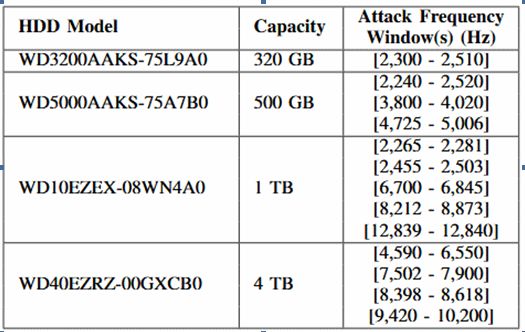 HDD Model Capacity Attack Frequency Window(s) (Hz)
WD3200AAKS-75L9A0 320 GB [2,300 - 2,510]
WD5000AAKS-75A7B0 500 GB [2,240 - 2,520]
[3,800 - 4,020]
[4,725 - 5,006]
WD10EZEX-08WN4A0 1 TB [2,265 - 2,281]
[2,455 - 2,503]
[6,700 - 6,845]
[8,212 - 8,873]
[12,839 - 12,840]
WD40EZRZ-00GXCB0 4 TB [4,590 - 6,550]
[7,502 - 7,900]
[8,398 - 8,618]
[9,420 - 10,200]